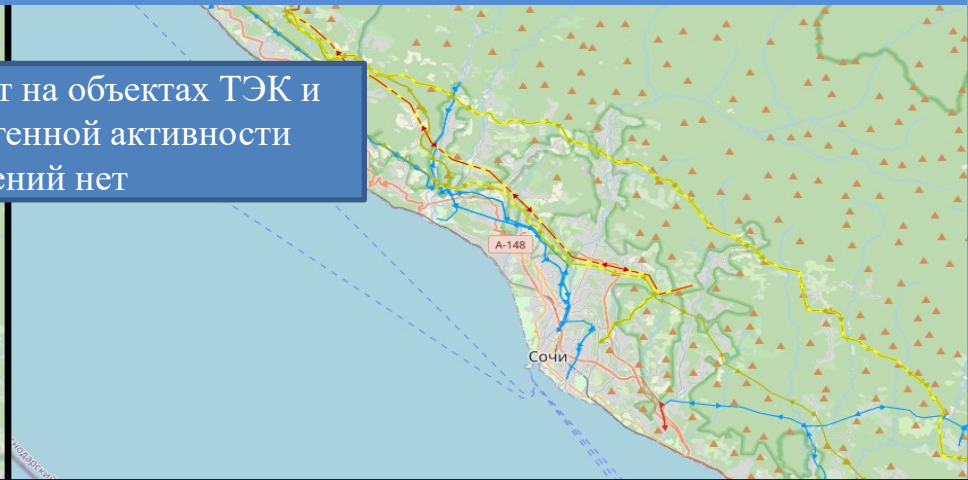 т на объектах ТЭК и
генной активности
ений нет
А-148
Сочи